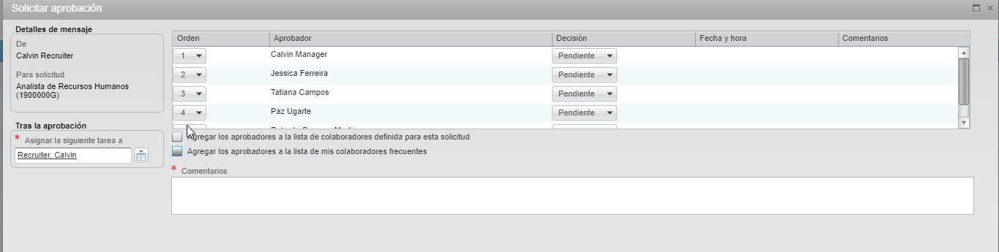 Solicitar aprobación
Detalles de mensaje
De
Calvin Recruiter
Para solicitud
Analista de Recursos Humanos
(1900000G)
Tras la aprobación
* Asignar la siguiente tarea a
Recruiter, Calvin
Orden Aprobador Decisión Fecha y hora Comentarios
1 Calvin Manager Pendiente
2 Jessica Ferreira Pendiente
3 Tatiana Campos Pendiente
4 Paz Ugarte Pendiente
Agregar los aprobadores a la lista de colaboradores definida para esta solicitud
Agregar los aprobadores a la lista de mis colaboradores frecuentes
* Comentarios